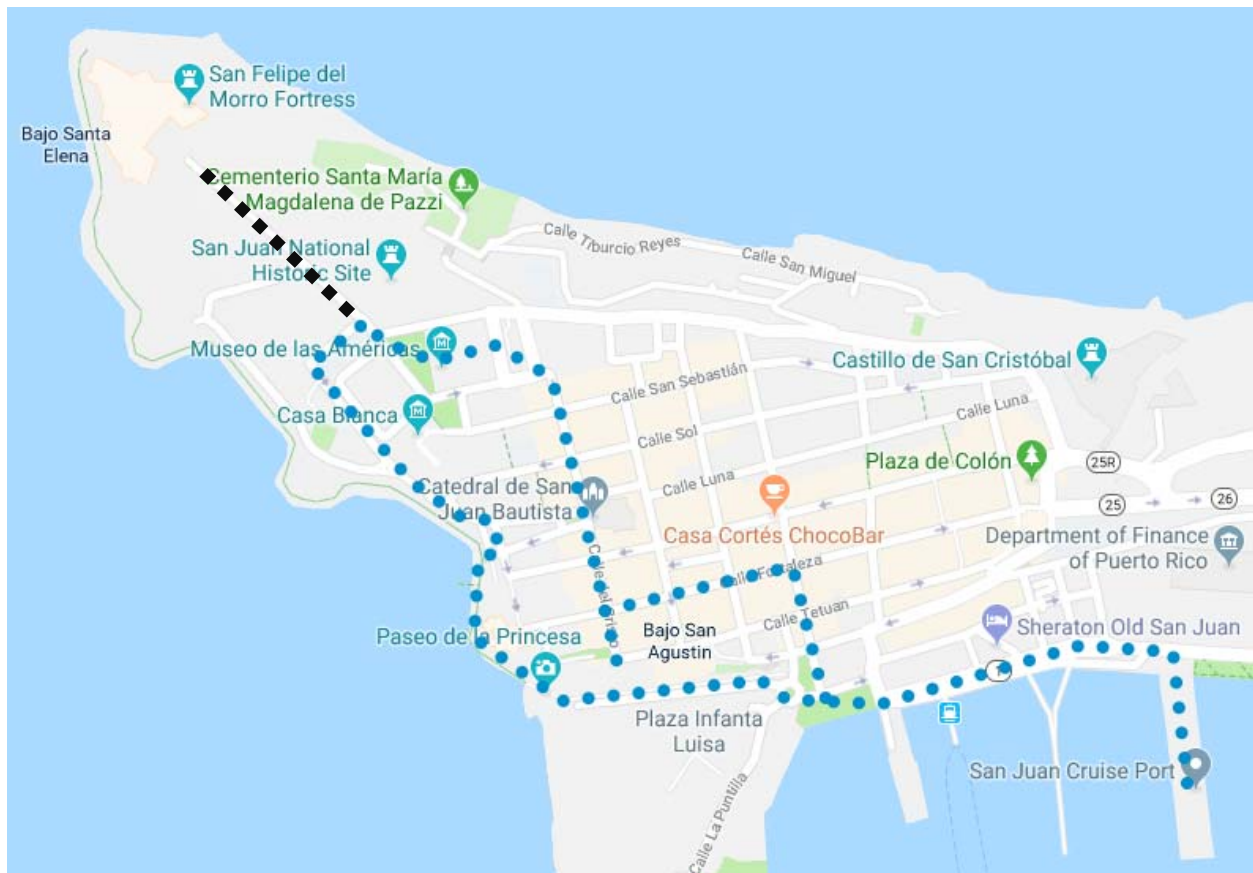 San Felipe del
Morro Fortress
Bajo Santa
Elena
Cementerio Santa María
Magdalena de Pazzi
Calle Tiburcio Reyes
San Juan National
Historic Site
Calle San Miguel
Museo de las Américas
Castillo de San Cristóbal
Calle San Sebastián
Casa Blanca
Calle Sol
Calle Luna
Plaza de Colón
25R
Calle Luna
Catedral de San
Juan Bautista
25
26
Casa Cortés ChocoBar
Department of Finance
of Puerto Rico
Calle del Cristo
Calle Fortaleza
Calle Tetuan
Paseo de la Princesa
Bajo San
Agustin
Sheraton Old San Juan
1
Plaza Infanta
Luisa
San Juan Cruise Port
Calle La Puntilla